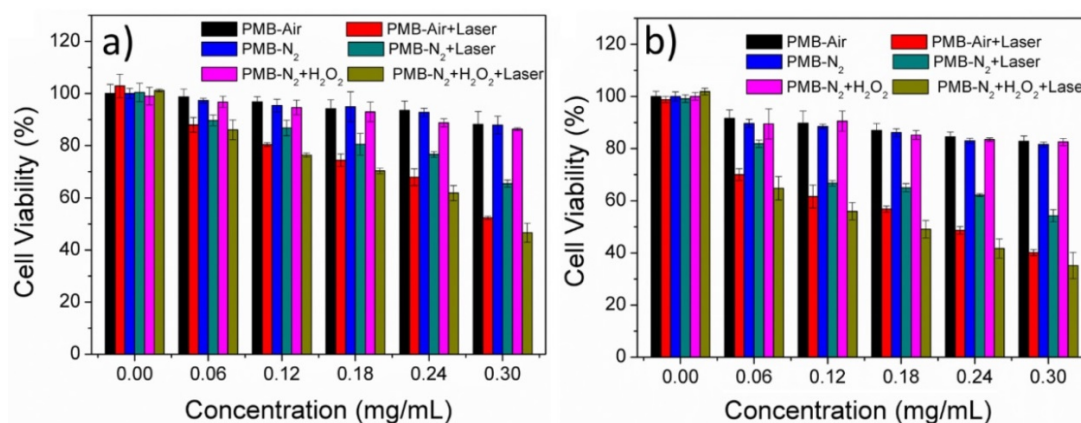 a)
PMB-Air
PMB-Air+Laser
PMB-N₂
PMB-N₂+Laser
PMB-N₂+H₂O₂
PMB-N₂+H₂O₂+Laser
120
100
80
60
40
20
0
Cell Viability (%)
0.00 0.06 0.12 0.18 0.24 0.30
Concentration (mg/mL)
b)
PMB-Air
PMB-Air+Laser
PMB-N₂
PMB-N₂+Laser
PMB-N₂+H₂O₂
PMB-N₂+H₂O₂+Laser
120
100
80
60
40
20
0
Cell Viability (%)
0.00 0.06 0.12 0.18 0.24 0.30
Concentration (mg/mL)